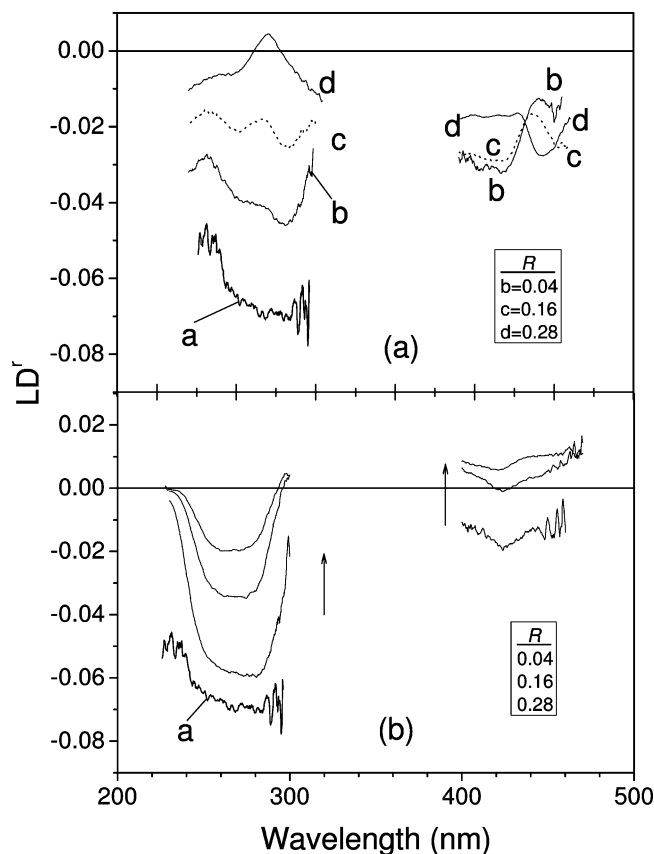 0.00
-0.02
-0.04
-0.06
-0.08
d
c
b
a
b
d
d
c
c
b
R
b=0.04
c=0.16
d=0.28
(a)
LDr
0.02
0.00
-0.02
-0.04
-0.06
-0.08
a
R
0.04
0.16
0.28
(b)
200
300
400
500
Wavelength (nm)